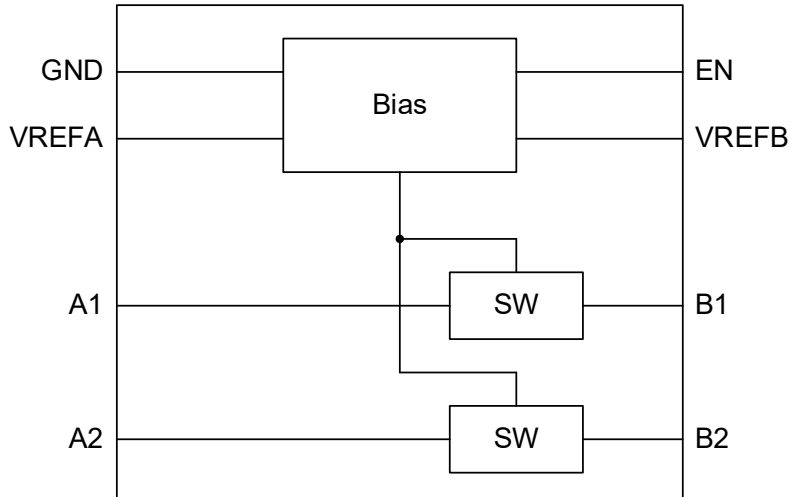 GND
EN
Bias
VREFA
VREFB
A1
SW
B1
A2
SW
B2